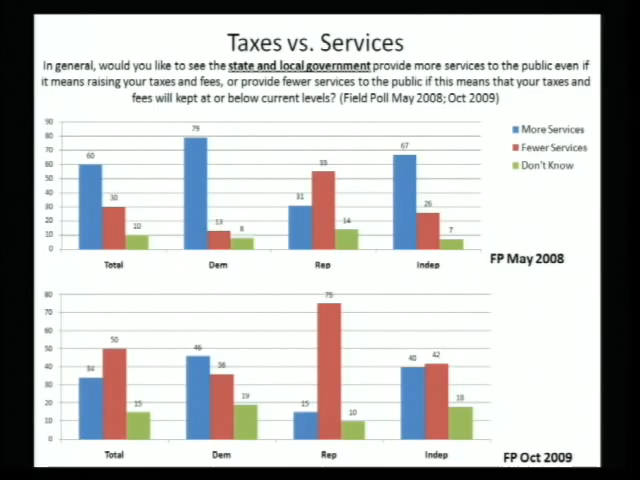 Taxes vs. Services
In general, would you like to see the state and local government provide more services to the public even if
it means raising your taxes and fees, or provide fewer services to the public if this means that your taxes and
fees will kept at or below current levels? (Field Poll May 2008; Oct 2009)
90
80
70
60
50
40
30
20
10
0
60 30 10
79 13 8
31 55 14
67 26 7
Total Dem Rep Indep
More Services
Fewer Services
Don't Know
FP May 2008
80
70
60
50
40
30
20
10
0
34 50 15
46 36 19
15 75 10
40 42 18
Total Dem Rep Indep
FP Oct 2009